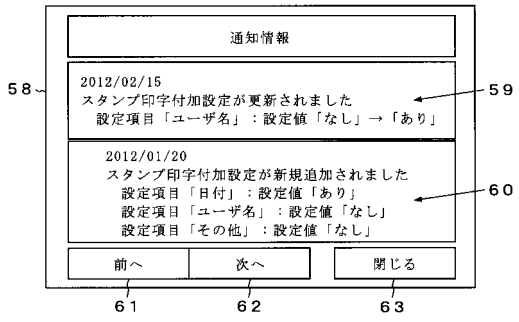 通知情報
58
2012/02/15
スタンプ印字付加設定が更新されました
設定項目「ユーザ名」:設定値「なし」→「あり」
59
2012/01/20
スタンプ印字付加設定が新規追加されました
設定項目「日付」:設定値「あり」
設定項目「ユーザ名」:設定値「なし」
設定項目「その他」:設定値「なし」
60
前へ 次へ 閉じる
61 62 63